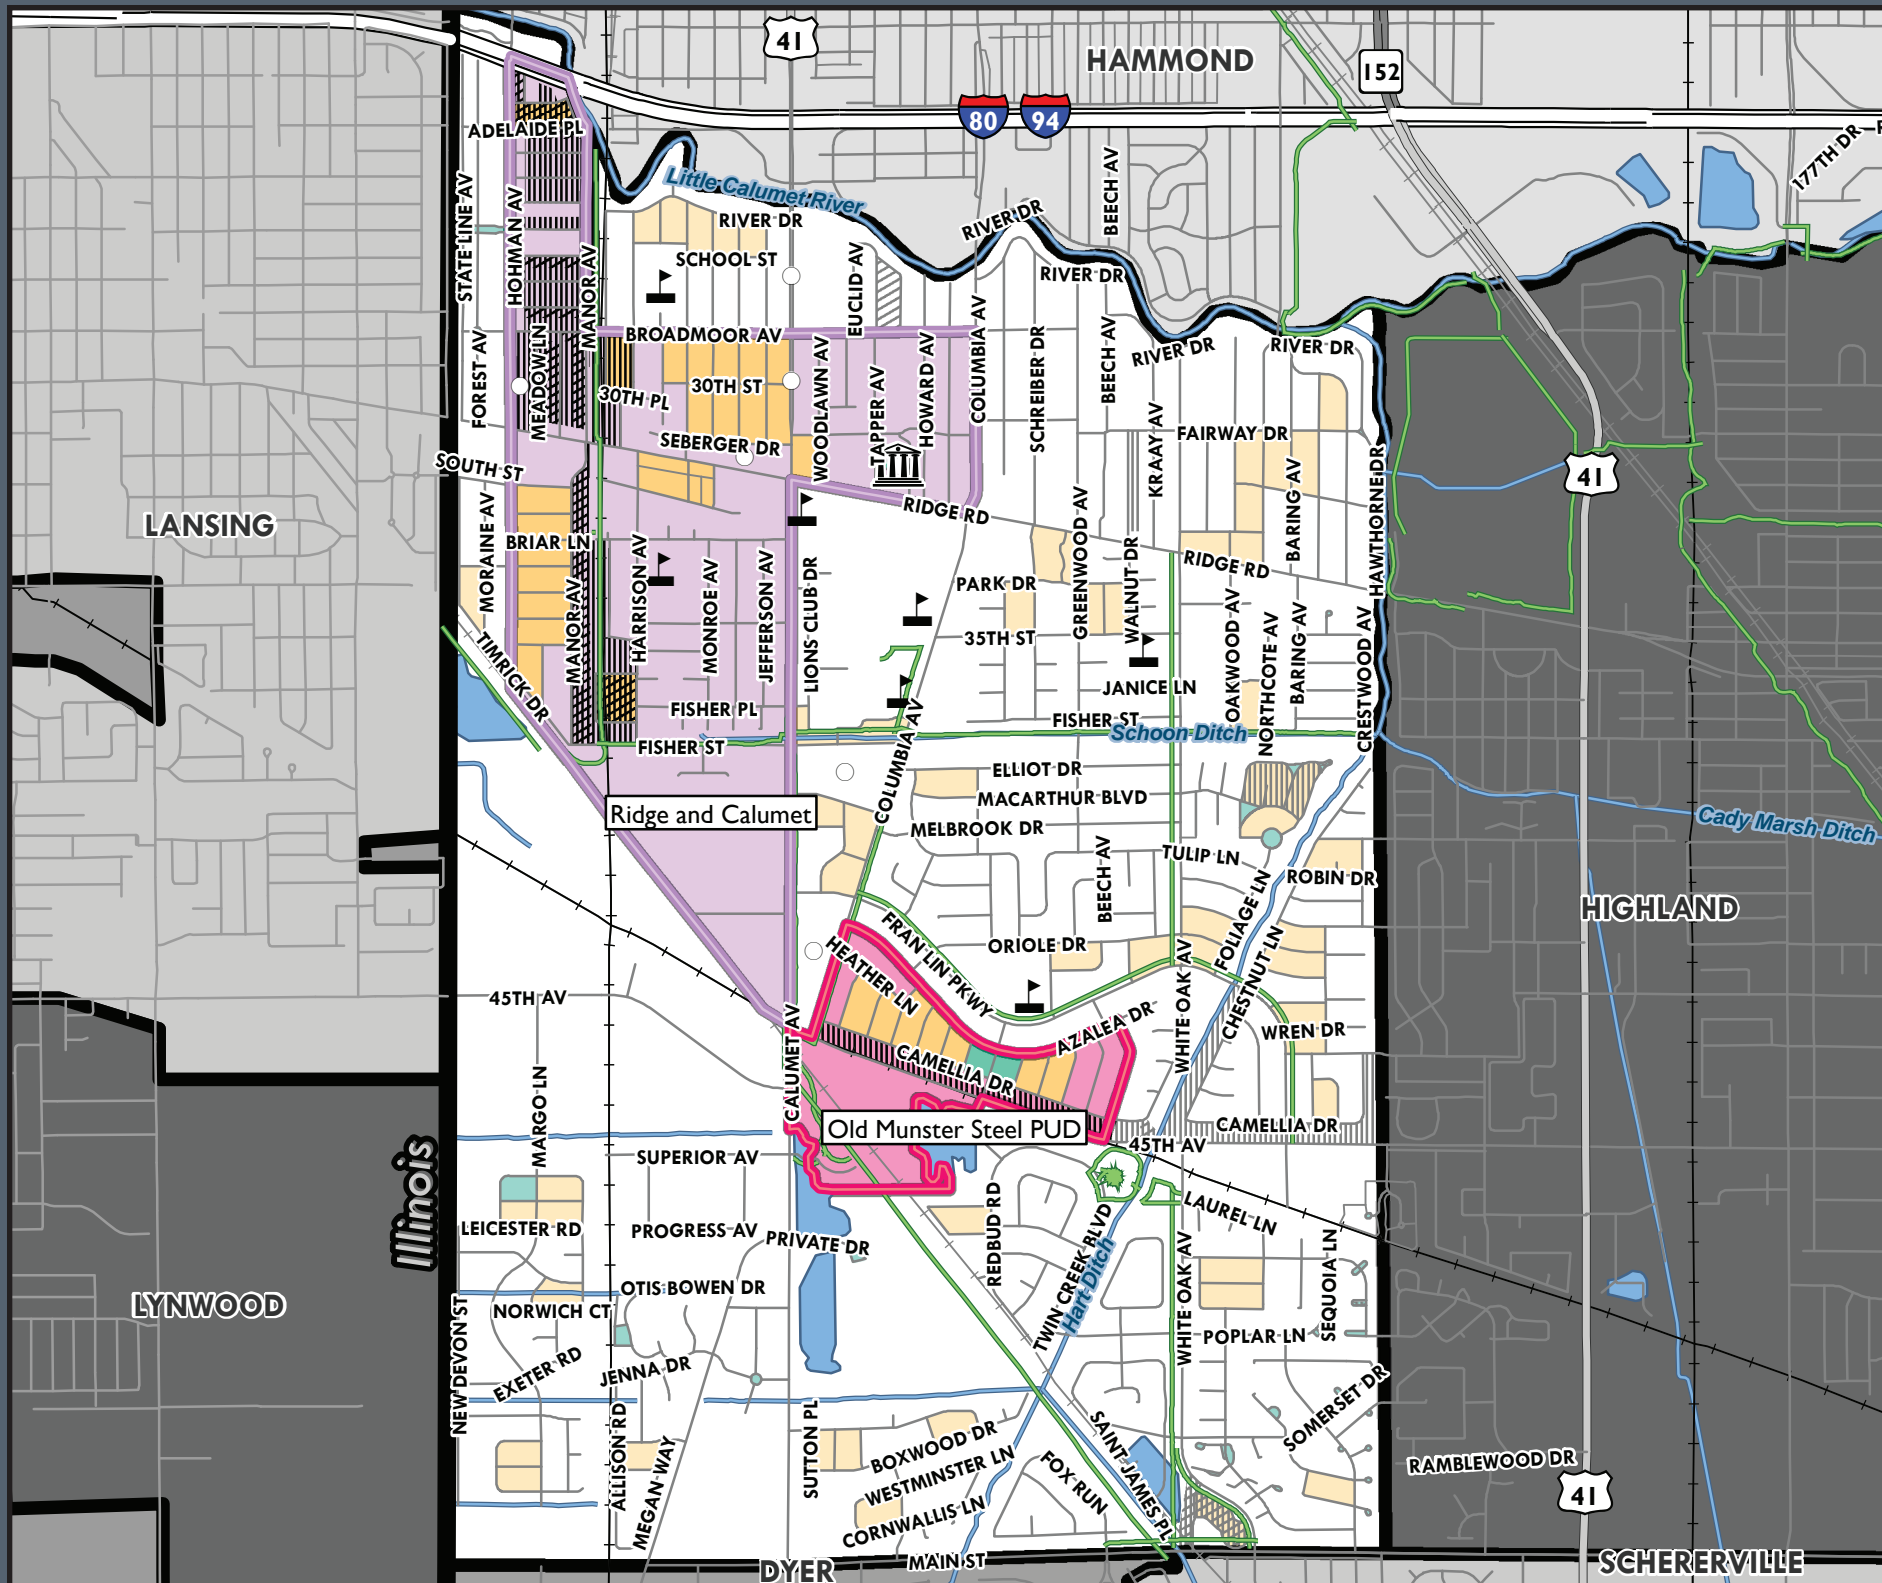 41
HAMMOND
152
80
94
ADELAIDE PL
177TH DR
BEECH AV
Little Calumet River
STATE LINE AV
HOHMAN AV
RIVER DR
RIVER DR
SCHOOL ST
MANOR AV
EUCLID AV
RIVER DR
BROADMOOR AV
COLUMBIA AV
SCHREIBER DR
BEECH AV
RIVER DR
RIVER DR
FOREST AV
MEADOW LN
30TH ST
30TH PL
WOODLAWN AV
TAPPER AV
HOWARD AV
SEBERGER DR
KRAAY AV
FAIRWAY DR
SOUTH ST
41
BARING AV
HAWTHORNE DR
LANSING
MORAINE AV
RIDGE RD
GREENWOOD AV
BRIAR LN
WALNUT DR
RIDGE RD
HARRISON AV
MONROE AV
JEFFERSON AV
LIONS CLUB DR
PARK DR
MANOR AV
35TH ST
OAKWOOD AV
NORTHCOTE AV
BARING AV
CRESTWOOD AV
TIMRICK DR
JANICE LN
FISHER PL
FISHER ST
Schoon Ditch
FISHER ST
COLUMBIA AV
ELLIOT DR
MACARTHUR BLVD
Ridge and Calumet
MELBROOK DR
Cady Marsh Ditch
TULIP LN
BEECH AV
ROBIN DR
FOLIAGE LN
HIGHLAND
FRAN LIN PKWY
HEATHER LN
ORIOLE DR
WHITE OAK AV
CHESTNUT LN
45TH AV
AZALEA DR
WREN DR
CALUMET AV
CAMELLIA DR
MARGO LN
Old Munster Steel PUD
CAMELLIA DR
45TH AV
SUPERIOR AV
Illinois
LAUREL LN
REDBUD RD
LEICESTER RD
PROGRESS AV
PRIVATE DR
TWIN CREEK BLVD
Hart Ditch
WHITE OAK AV
SEQUOIA LN
OTIS BOWEN DR
LYNWOOD
NORWICH CT
POPLAR LN
NEW DEVON ST
EXETER RD
JENNA DR
SOMERSET DR
ALLISON RD
SUTTON PL
MEGAN WAY
BOXWOOD DR
SAINT JAMES PL
WESTMINSTER LN
FOX RUN
RAMBLEWOOD DR
CORNWALLIS LN
41
MAIN ST
DYER
SCHERERVILLE